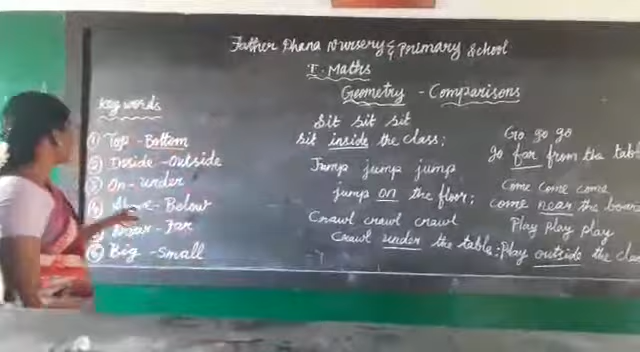 Father Dhana Nursery & Primary School
I. Maths
Geometry - Comparisons
Key words
① Top - Bottom
② Inside - Outside
③ On - under
④ Above - Below
⑤ Near - Far
⑥ Big - Small
Sit sit sit
Sit inside the class;
Jump jump jump
jump on the floor;
Crawl crawl crawl
Crawl under the table;
Go go go
go far from the
Come come come
come near the
Play play play
Play outside the